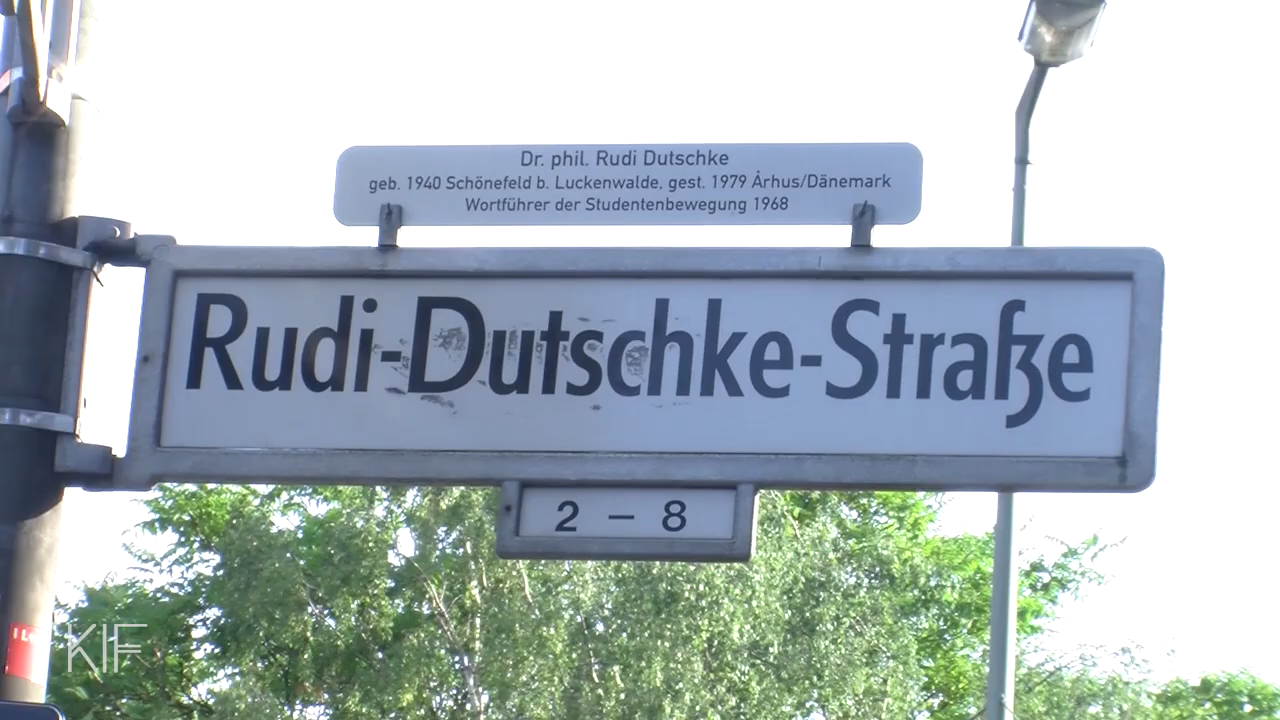 Dr. phil. Rudi Dutschke
geb. 1940 Schönefeld b. Luckenwalde, gest. 1979 Århus/Dänemark
Wortführer der Studentenbewegung 1968
Rudi-Dutschke-Straße
2 – 8
KIF